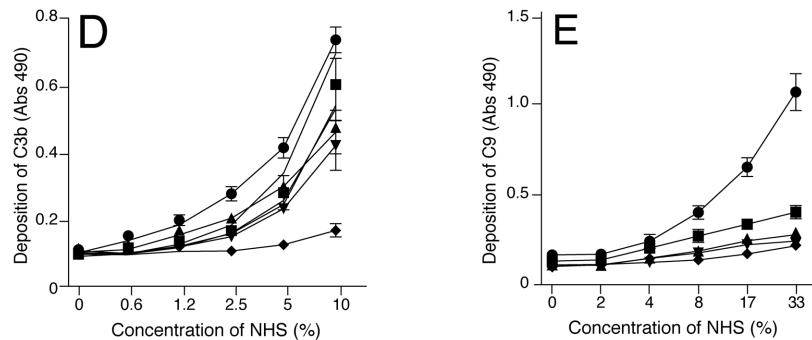 D
Deposition of C3b (Abs 490)
0.8
0.6
0.4
0.2
0
0 0.6 1.2 2.5 5 10
Concentration of NHS (%)
E
Deposition of C9 (Abs 490)
1.5
1.0
0.5
0
0 2 4 8 17 33
Concentration of NHS (%)